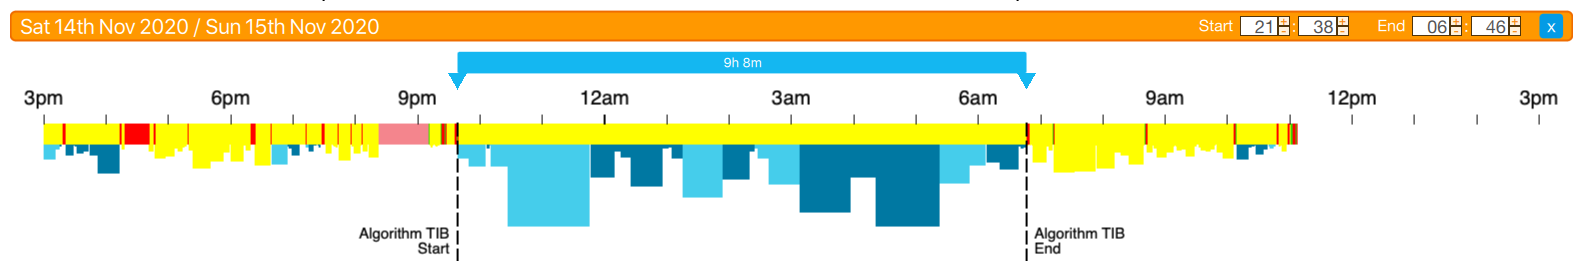 Sat 14th Nov 2020 / Sun 15th Nov 2020 Start 21 : 38 End 06 : 46 x
9h 8m
3pm 6pm 9pm 12am 3am 6am 9am 12pm 3pm
Algorithm TIB
Start
Algorithm TIB
End